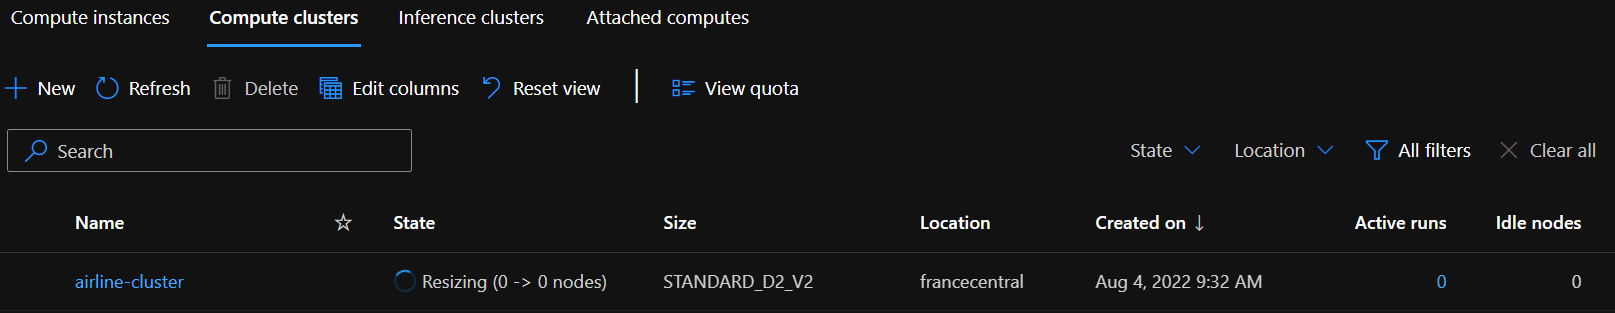 Compute instances Compute clusters Inference clusters Attached computes
New Refresh Delete Edit columns Reset view View quota
Search State Location All filters Clear all
Name State Size Location Created on ↓ Active runs Idle nodes
airline-cluster Resizing (0 -> 0 nodes) STANDARD_D2_V2 francecentral Aug 4, 2022 9:32 AM 0 0